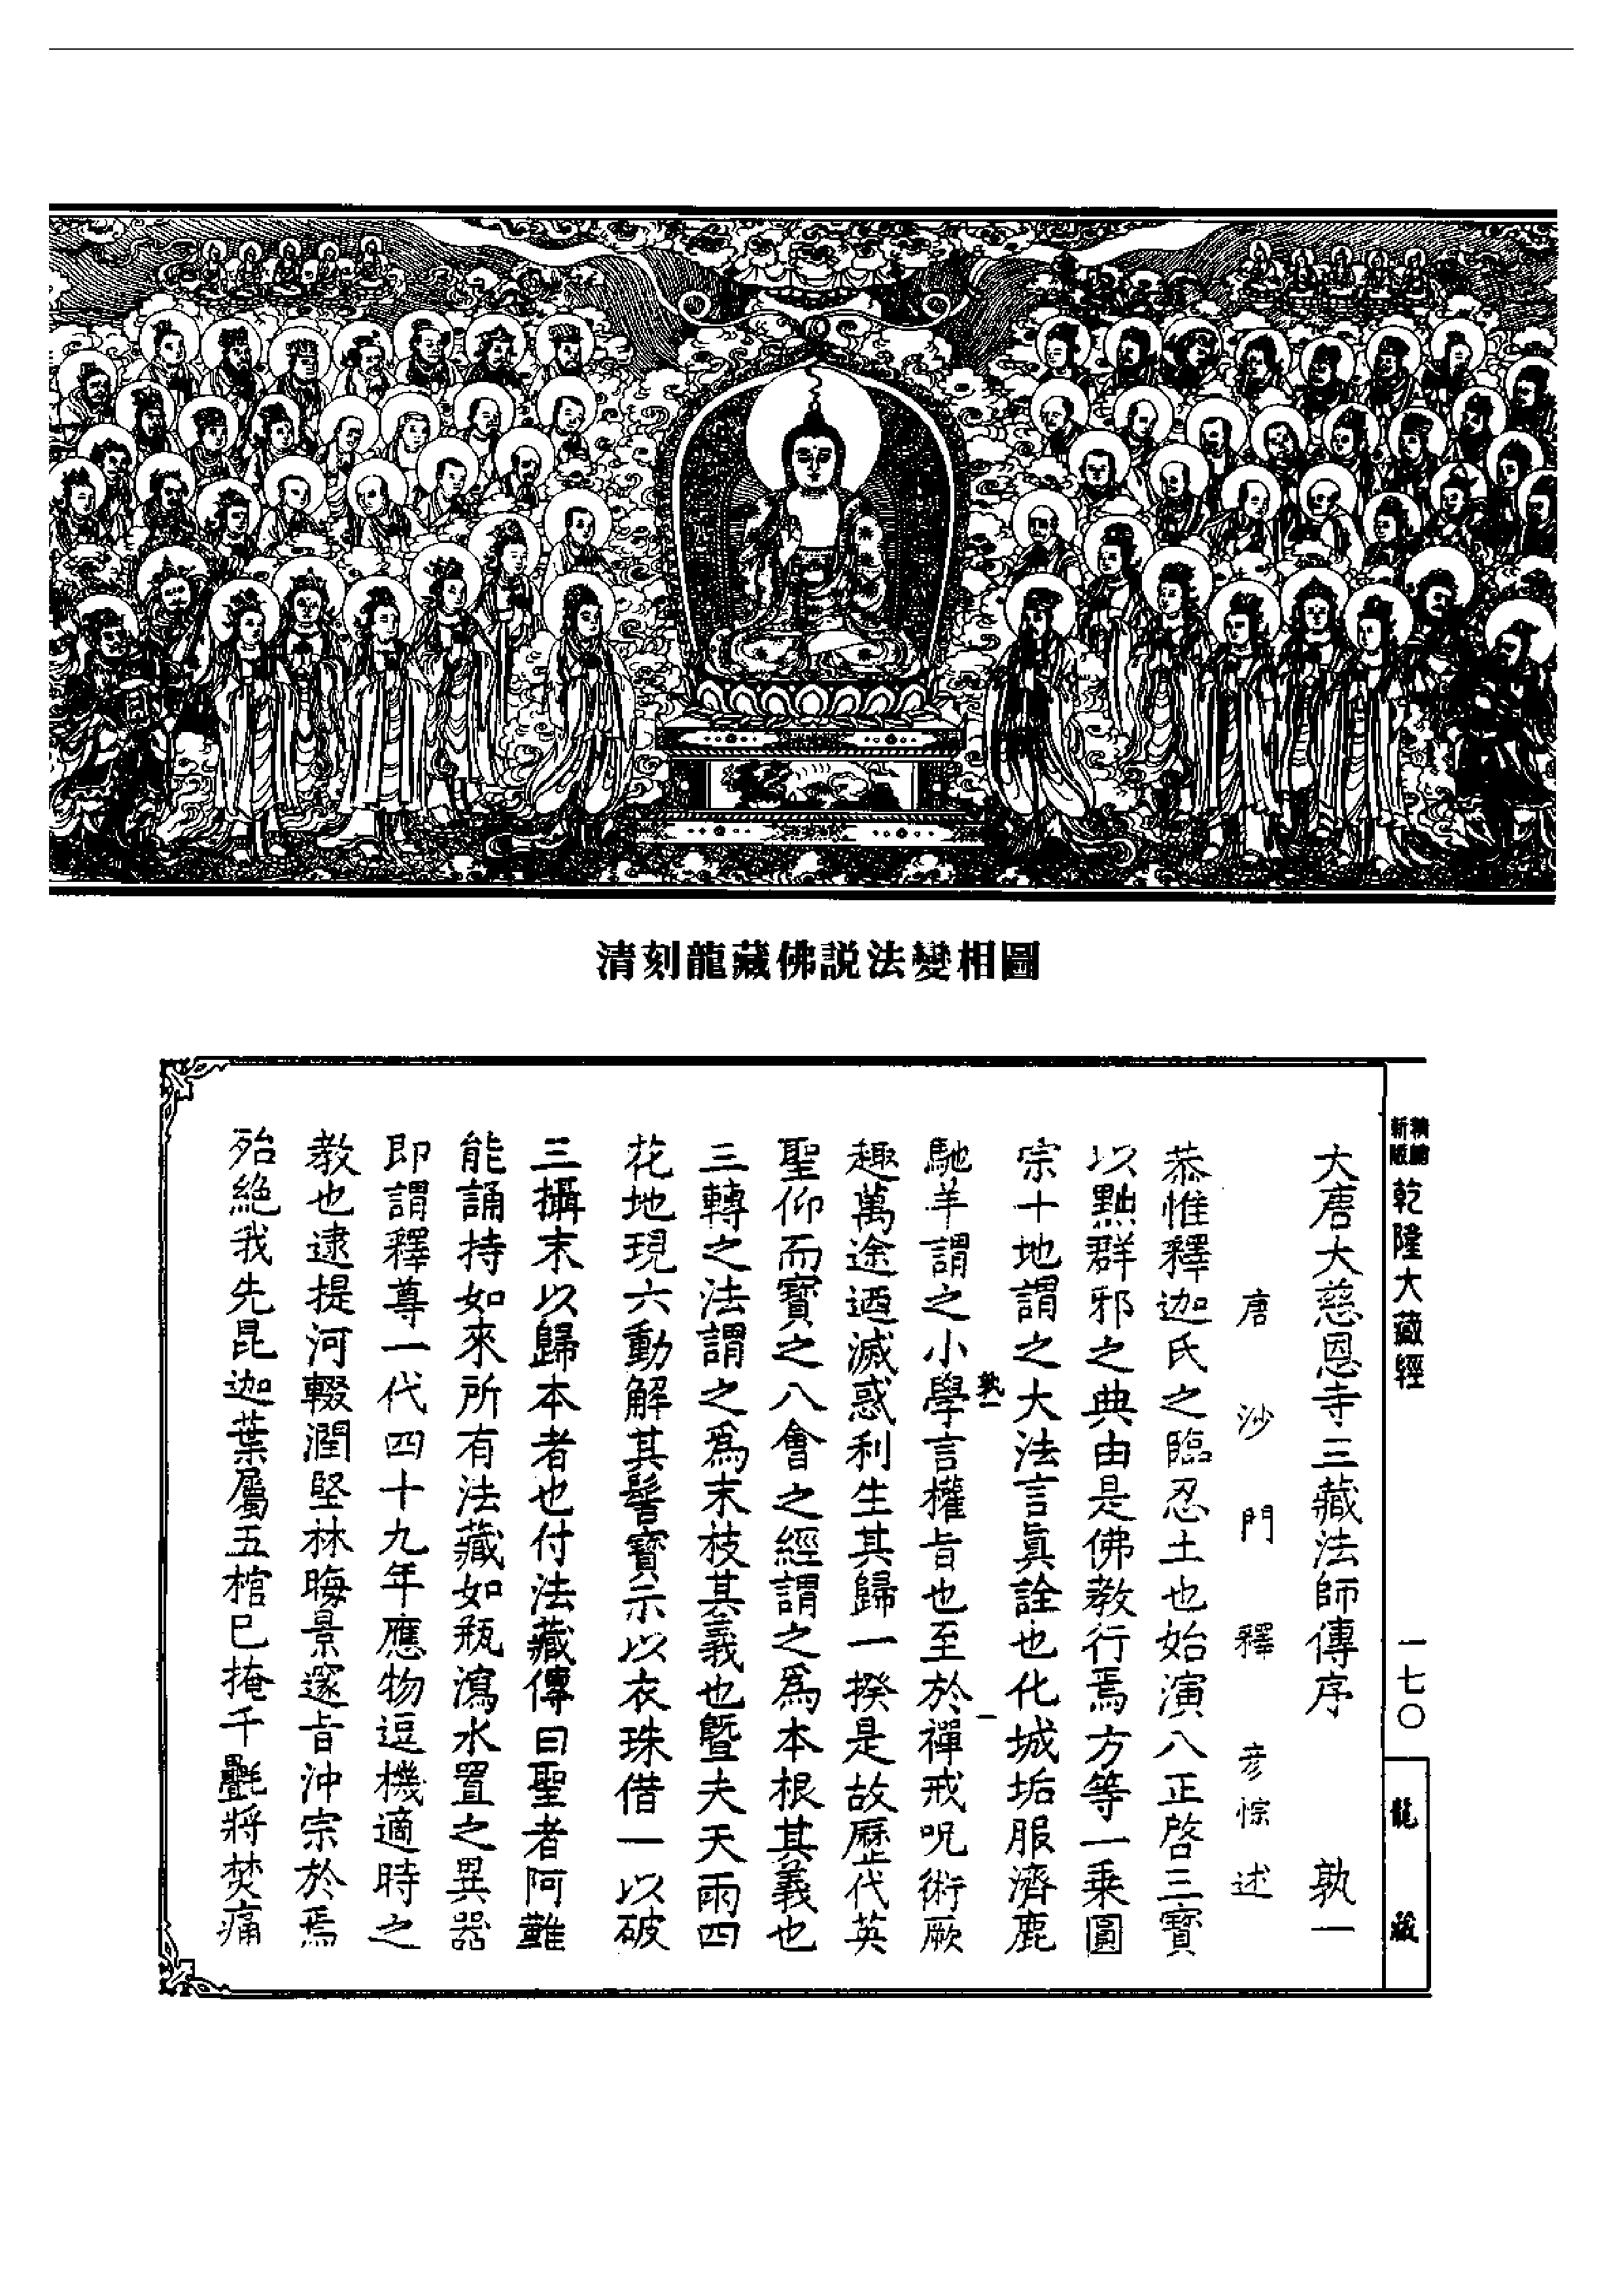 清刻龍藏佛説法變相圖
新版
精縮
乾隆大藏經
一七〇
龍藏
大唐大慈恩寺三藏法師傳序 孰一
唐沙門釋彦悰述
恭惟釋迦氏之臨忍土也始演八正啓三寳
以黜群邪之典由是佛教行焉方等一乗圓
宗十地謂之大法言眞詮也化城垢服濟鹿
孰一
一
馳羊謂之小學言權旨也至於禪戒呪術厥
趣萬途迺滅惑利生其歸一揆是故歷代英
聖仰而寳之八會之經謂之爲本根其義也
三轉之法謂之爲末枝其義也曁夫天雨四
花地現六動解其髻寳示以衣珠借一以破
三攝末以歸本者也付法藏傳曰聖者阿難
能誦持如來所有法藏如瓶瀉水置之異器
即謂釋尊一代四十九年應物逗機適時之
教也逮提河輟潤堅林晦景邃旨沖宗於焉
殆絶我先昆迦葉屬五棺已掩千㲲將焚痛